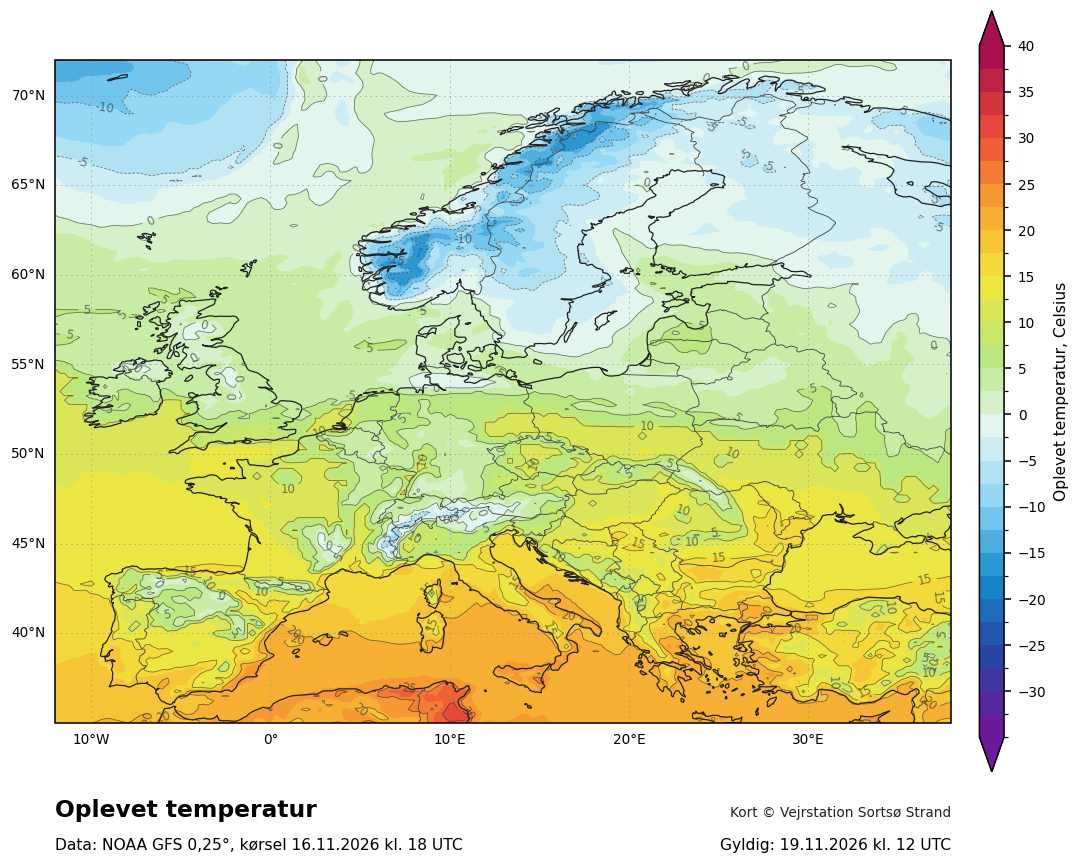 70°N
65°N
60°N
55°N
50°N
45°N
40°N
10°W
0°
10°E
20°E
30°E
40
35
30
25
20
15
10
5
0
−5
−10
−15
−20
−25
−30
Oplevet temperatur, Celsius
Oplevet temperatur
Kort © Vejrstation Sortsø Strand
Data: NOAA GFS 0,25°, kørsel 16.11.2026 kl. 18 UTC
Gyldig: 19.11.2026 kl. 12 UTC